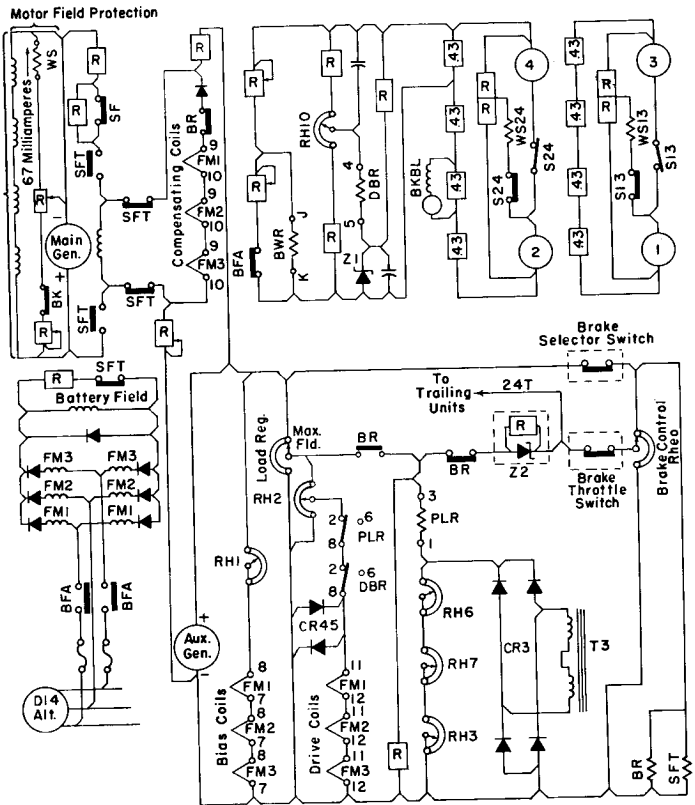 Motor Field Protection
WS
67 Milliamperes
R
R
SF
SFT
R
Main Gen.
-
+
BK
SFT
R
R
SFT
SFT
R
Compensating Coils
R
BR
9
FM1
10
9
FM2
10
9
FM3
10
R
R
BFA
BWR
J
K
R
RH10
R
4
DBR
5
Z1
R
BKBL
.43
.43
.43
.43
4
R
R
WS24
S24
S24
2
.43
.43
.43
.43
3
R
R
WS13
S13
S13
1
R
SFT
Battery Field
FM3
FM3
FM2
FM2
FM1
FM1
BFA
BFA
D14
Alt.
Aux.
Gen.
+
-
RH1
Bias Coils
8
FM1
7
8
FM2
7
8
FM3
7
Load Reg.
Max.
Fld.
RH2
2
6
PLR
8
2
6
DBR
8
CR45
Drive Coils
11
FM1
12
11
FM2
12
11
FM3
12
BR
BR
R
3
PLR
1
RH6
RH7
RH3
CR3
T3
To
Trailing
Units
24T
R
Z2
Brake
Selector Switch
Brake
Throttle
Switch
Brake Control
Rheo
BR
SFT